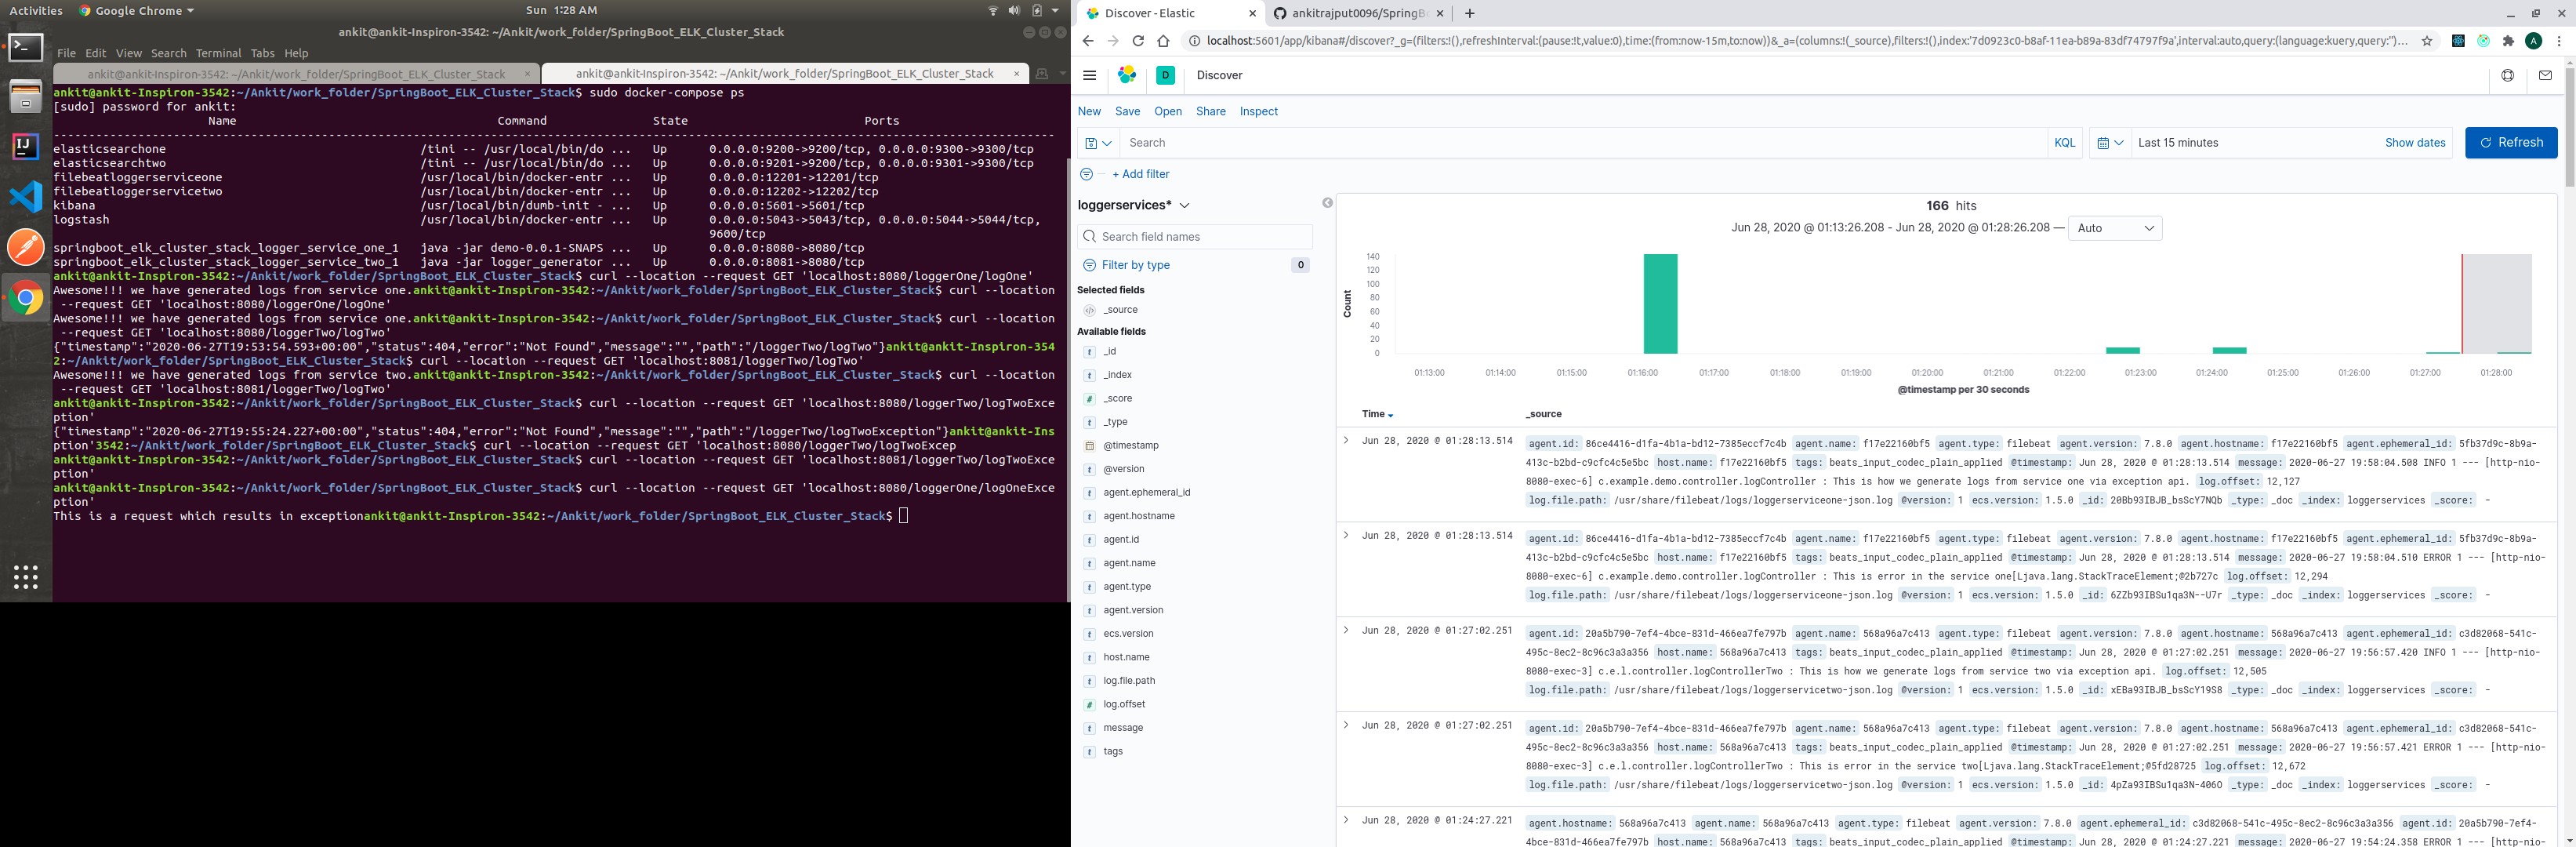 Activities Google Chrome Sun 1:28 AM
ankit@ankit-Inspiron-3542: ~/Ankit/work_folder/SpringBoot_ELK_Cluster_Stack
File Edit View Search Terminal Tabs Help
ankit@ankit-Inspiron-3542: ~/Ankit/work_folder/SpringBoot_ELK_Cluster_Stack × ankit@ankit-Inspiron-3542: ~/Ankit/work_folder/SpringBoot_ELK_Cluster_Stack ×
ankit@ankit-Inspiron-3542:~/Ankit/work_folder/SpringBoot_ELK_Cluster_Stack$ sudo docker-compose ps
[sudo] password for ankit:
Name Command State Ports
elasticsearchone /tini -- /usr/local/bin/do ... Up 0.0.0.0:9200->9200/tcp, 0.0.0.0:9300->9300/tcp
elasticsearchtwo /tini -- /usr/local/bin/do ... Up 0.0.0.0:9201->9200/tcp, 0.0.0.0:9301->9300/tcp
filebeatloggerserviceone /usr/local/bin/docker-entr ... Up 0.0.0.0:12201->12201/tcp
filebeatloggerservicetwo /usr/local/bin/docker-entr ... Up 0.0.0.0:12202->12202/tcp
kibana /usr/local/bin/dumb-init - ... Up 0.0.0.0:5601->5601/tcp
logstash /usr/local/bin/docker-entr ... Up 0.0.0.0:5043->5043/tcp, 0.0.0.0:5044->5044/tcp,
9600/tcp
springboot_elk_cluster_stack_logger_service_one_1 java -jar demo-0.0.1-SNAPS ... Up 0.0.0.0:8080->8080/tcp
springboot_elk_cluster_stack_logger_service_two_1 java -jar logger_generator ... Up 0.0.0.0:8081->8080/tcp
ankit@ankit-Inspiron-3542:~/Ankit/work_folder/SpringBoot_ELK_Cluster_Stack$ curl --location --request GET 'localhost:8080/loggerOne/logOne'
Awesome!!! we have generated logs from service one.ankit@ankit-Inspiron-3542:~/Ankit/work_folder/SpringBoot_ELK_Cluster_Stack$ curl --location
--request GET 'localhost:8080/loggerOne/logOne'
Awesome!!! we have generated logs from service one.ankit@ankit-Inspiron-3542:~/Ankit/work_folder/SpringBoot_ELK_Cluster_Stack$ curl --location
--request GET 'localhost:8080/loggerTwo/logTwo'
{"timestamp":"2020-06-27T19:53:54.593+00:00","status":404,"error":"Not Found","message":"","path":"/loggerTwo/logTwo"}ankit@ankit-Inspiron-354
2:~/Ankit/work_folder/SpringBoot_ELK_Cluster_Stack$ curl --location --request GET 'localhost:8081/loggerTwo/logTwo'
Awesome!!! we have generated logs from service two.ankit@ankit-Inspiron-3542:~/Ankit/work_folder/SpringBoot_ELK_Cluster_Stack$ curl --location
--request GET 'localhost:8081/loggerTwo/logTwo'
ankit@ankit-Inspiron-3542:~/Ankit/work_folder/SpringBoot_ELK_Cluster_Stack$ curl --location --request GET 'localhost:8080/loggerTwo/logTwoExce
ption'
{"timestamp":"2020-06-27T19:55:24.227+00:00","status":404,"error":"Not Found","message":"","path":"/loggerTwo/logTwoException"}ankit@ankit-Ins
ption'3542:~/Ankit/work_folder/SpringBoot_ELK_Cluster_Stack$ curl --location --request GET 'localhost:8080/loggerTwo/logTwoExcep
ankit@ankit-Inspiron-3542:~/Ankit/work_folder/SpringBoot_ELK_Cluster_Stack$ curl --location --request GET 'localhost:8081/loggerTwo/logTwoExce
ption'
ankit@ankit-Inspiron-3542:~/Ankit/work_folder/SpringBoot_ELK_Cluster_Stack$ curl --location --request GET 'localhost:8080/loggerOne/logOneExce
ption'
This is a request which results in exceptionankit@ankit-Inspiron-3542:~/Ankit/work_folder/SpringBoot_ELK_Cluster_Stack$
Discover - Elastic × ankitrajput0096/SpringB × +
localhost:5601/app/kibana#/discover?_g=(filters:!(),refreshInterval:(pause:!t,value:0),time:(from:now-15m,to:now))&_a=(columns:!(_source),filters:!(),index:'7d0923c0-b8af-11ea-b89a-83df74797f9a',interval:auto,query:(language:kuery,query:'')... A
D Discover
New Save Open Share Inspect
Search KQL Last 15 minutes Show dates Refresh
+ Add filter
loggerservices*
Search field names
Filter by type 0
Selected fields
_source
Available fields
t _id
t _index
# _score
t _type
@timestamp
t @version
t agent.ephemeral_id
t agent.hostname
t agent.id
t agent.name
t agent.type
t agent.version
t ecs.version
t host.name
t log.file.path
# log.offset
t message
t tags
166 hits
Jun 28, 2020 @ 01:13:26.208 - Jun 28, 2020 @ 01:28:26.208 — Auto
Count
140
120
100
80
60
40
20
0
01:13:00 01:14:00 01:15:00 01:16:00 01:17:00 01:18:00 01:19:00 01:20:00 01:21:00 01:22:00 01:23:00 01:24:00 01:25:00 01:26:00 01:27:00 01:28:00
@timestamp per 30 seconds
Time _source
Jun 28, 2020 @ 01:28:13.514 agent.id: 86ce4416-d1fa-4b1a-bd12-7385eccf7c4b agent.name: f17e22160bf5 agent.type: filebeat agent.version: 7.8.0 agent.hostname: f17e22160bf5 agent.ephemeral_id: 5fb37d9c-8b9a-
413c-b2bd-c9cfc4c5e5bc host.name: f17e22160bf5 tags: beats_input_codec_plain_applied @timestamp: Jun 28, 2020 @ 01:28:13.514 message: 2020-06-27 19:58:04.508 INFO 1 --- [http-nio-
8080-exec-6] c.example.demo.controller.logController : This is how we generate logs from service one via exception api. log.offset: 12,127
log.file.path: /usr/share/filebeat/logs/loggerserviceone-json.log @version: 1 ecs.version: 1.5.0 _id: 20Bb93IBJB_bsScY7NQb _type: _doc _index: loggerservices _score: -
Jun 28, 2020 @ 01:28:13.514 agent.id: 86ce4416-d1fa-4b1a-bd12-7385eccf7c4b agent.name: f17e22160bf5 agent.type: filebeat agent.version: 7.8.0 agent.hostname: f17e22160bf5 agent.ephemeral_id: 5fb37d9c-8b9a-
413c-b2bd-c9cfc4c5e5bc host.name: f17e22160bf5 tags: beats_input_codec_plain_applied @timestamp: Jun 28, 2020 @ 01:28:13.514 message: 2020-06-27 19:58:04.510 ERROR 1 --- [http-nio-
8080-exec-6] c.example.demo.controller.logController : This is error in the service one[Ljava.lang.StackTraceElement;@2b727c log.offset: 12,294
log.file.path: /usr/share/filebeat/logs/loggerserviceone-json.log @version: 1 ecs.version: 1.5.0 _id: 6ZZb93IBSu1qa3N--U7r _type: _doc _index: loggerservices _score: -
Jun 28, 2020 @ 01:27:02.251 agent.id: 20a5b790-7ef4-4bce-831d-466ea7fe797b agent.name: 568a96a7c413 agent.type: filebeat agent.version: 7.8.0 agent.hostname: 568a96a7c413 agent.ephemeral_id: c3d82068-541c-
495c-8ec2-8c96c3a3a356 host.name: 568a96a7c413 tags: beats_input_codec_plain_applied @timestamp: Jun 28, 2020 @ 01:27:02.251 message: 2020-06-27 19:56:57.420 INFO 1 --- [http-nio-
8080-exec-3] c.e.l.controller.logControllerTwo : This is how we generate logs from service two via exception api. log.offset: 12,505
log.file.path: /usr/share/filebeat/logs/loggerservicetwo-json.log @version: 1 ecs.version: 1.5.0 _id: xEBa93IBJB_bsScY19S8 _type: _doc _index: loggerservices _score: -
Jun 28, 2020 @ 01:27:02.251 agent.id: 20a5b790-7ef4-4bce-831d-466ea7fe797b agent.name: 568a96a7c413 agent.type: filebeat agent.version: 7.8.0 agent.hostname: 568a96a7c413 agent.ephemeral_id: c3d82068-541c-
495c-8ec2-8c96c3a3a356 host.name: 568a96a7c413 tags: beats_input_codec_plain_applied @timestamp: Jun 28, 2020 @ 01:27:02.251 message: 2020-06-27 19:56:57.421 ERROR 1 --- [http-nio-
8080-exec-3] c.e.l.controller.logControllerTwo : This is error in the service two[Ljava.lang.StackTraceElement;@5fd28725 log.offset: 12,672
log.file.path: /usr/share/filebeat/logs/loggerservicetwo-json.log @version: 1 ecs.version: 1.5.0 _id: 4pZa93IBSu1qa3N-406O _type: _doc _index: loggerservices _score: -
Jun 28, 2020 @ 01:24:27.221 agent.hostname: 568a96a7c413 agent.name: 568a96a7c413 agent.type: filebeat agent.version: 7.8.0 agent.ephemeral_id: c3d82068-541c-495c-8ec2-8c96c3a3a356 agent.id: 20a5b790-7ef4-
4bce-831d-466ea7fe797b host.name: 568a96a7c413 tags: beats_input_codec_plain_applied @timestamp: Jun 28, 2020 @ 01:24:27.221 message: 2020-06-27 19:54:24.358 ERROR 1 --- [http-nio-